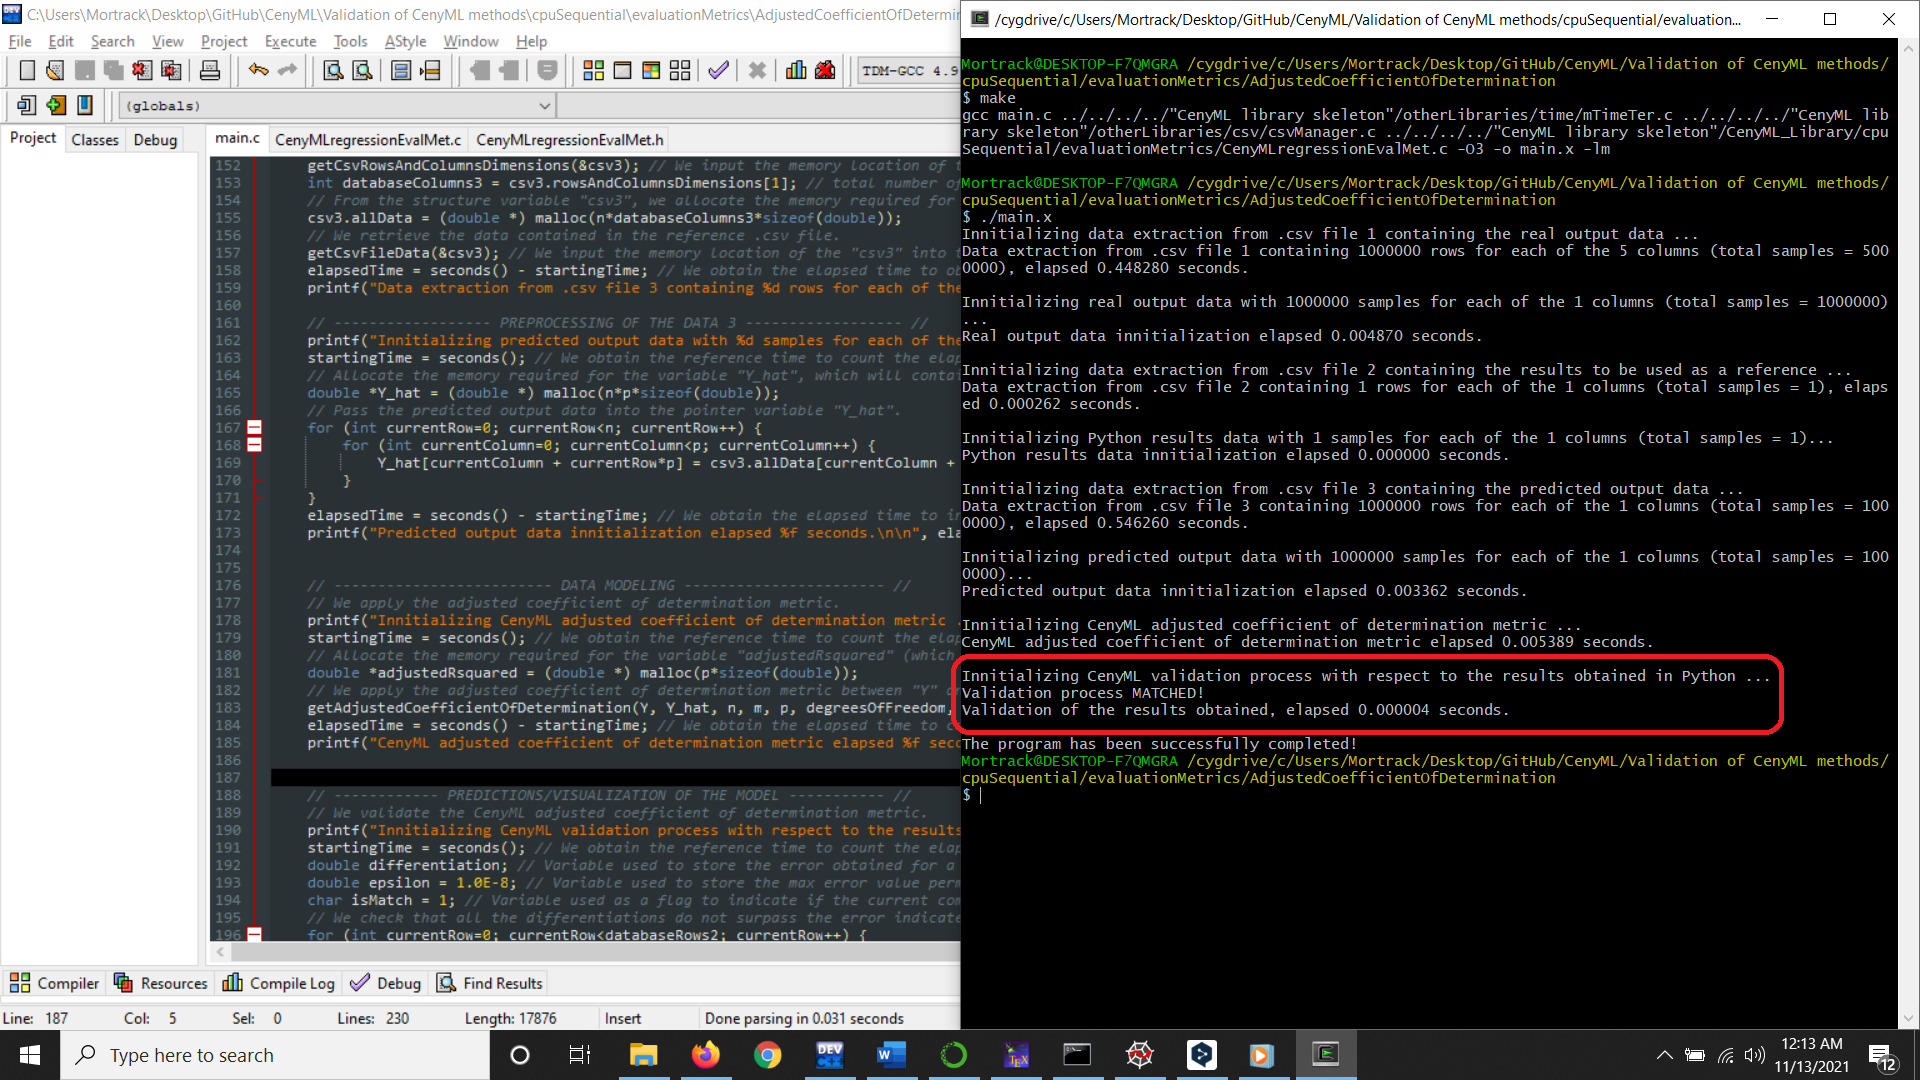 C:\Users\Mortrack\Desktop\GitHub\CenyML\Validation of CenyML methods\cpuSequential\evaluationMetrics\AdjustedCoefficientOfDetermin
File Edit Search View Project Execute Tools AStyle Window Help
TDM-GCC 4.9
(globals)
Project Classes Debug
main.c CenyMLregressionEvalMet.c CenyMLregressionEvalMet.h
152 getCsvRowsAndColumnsDimensions(&csv3); // We input the memory location of
153 int databaseColumns3 = csv3.rowsAndColumnsDimensions[1]; // total number of
154 // From the structure variable "csv3", we allocate the memory required for
155 csv3.allData = (double *) malloc(n*databaseColumns3*sizeof(double));
156 // We retrieve the data contained in the reference .csv file.
157 getCsvFileData(&csv3); // We input the memory location of the "csv3" into
158 elapsedTime = seconds() - startingTime; // We obtain the elapsed time to ob
159 printf("Data extraction from .csv file 3 containing %d rows for each of the
160
161 // ------------------ PREPROCESSING OF THE DATA 3 ------------------ //
162 printf("Innitializing predicted output data with %d samples for each of the
163 startingTime = seconds(); // We obtain the reference time to count the elap
164 // Allocate the memory required for the variable "Y_hat", which will contai
165 double *Y_hat = (double *) malloc(n*p*sizeof(double));
166 // Pass the predicted output data into the pointer variable "Y_hat".
167 for (int currentRow=0; currentRow<n; currentRow++) {
168 for (int currentColumn=0; currentColumn<p; currentColumn++) {
169 Y_hat[currentColumn + currentRow*p] = csv3.allData[currentColumn +
170 }
171 }
172 elapsedTime = seconds() - startingTime; // We obtain the elapsed time to in
173 printf("Predicted output data innitialization elapsed %f seconds.\n\n", ela
174
175
176 // ------------------------- DATA MODELING ----------------------- //
177 // We apply the adjusted coefficient of determination metric.
178 printf("Innitializing CenyML adjusted coefficient of determination metric .
179 startingTime = seconds(); // We obtain the reference time to count the elap
180 // Allocate the memory required for the variable "adjustedRsquared" (which
181 double *adjustedRsquared = (double *) malloc(p*sizeof(double));
182 // We apply the adjusted coefficient of determination metric between "Y" an
183 getAdjustedCoefficientOfDetermination(Y, Y_hat, n, m, p, degreesOfFreedom,
184 elapsedTime = seconds() - startingTime; // We obtain the elapsed time to c
185 printf("CenyML adjusted coefficient of determination metric elapsed %f seco
186
187
188 // ------------ PREDICTIONS/VISUALIZATION OF THE MODEL ----------- //
189 // We validate the CenyML adjusted coefficient of determination metric.
190 printf("Innitializing CenyML validation process with respect to the results
191 startingTime = seconds(); // We obtain the reference time to count the elap
192 double differentiation; // Variable used to store the error obtained for a
193 double epsilon = 1.0E-8; // Variable used to store the max error value perm
194 char isMatch = 1; // Variable used as a flag to indicate if the current com
195 // We check that all the differentiations do not surpass the error indicate
196 for (int currentRow=0; currentRow<databaseRows2; currentRow++) {
Compiler Resources Compile Log Debug Find Results
Line: 187 Col: 5 Sel: 0 Lines: 230 Length: 17876 Insert Done parsing in 0.031 seconds
/cygdrive/c/Users/Mortrack/Desktop/GitHub/CenyML/Validation of CenyML methods/cpuSequential/evaluation...
Mortrack@DESKTOP-F7QMGRA /cygdrive/c/Users/Mortrack/Desktop/GitHub/CenyML/Validation of CenyML methods/
cpuSequential/evaluationMetrics/AdjustedCoefficientOfDetermination
$ make
gcc main.c ../../../../"CenyML library skeleton"/otherLibraries/time/mTimeTer.c ../../../../"CenyML lib
rary skeleton"/otherLibraries/csv/csvManager.c ../../../../"CenyML library skeleton"/CenyML_Library/cpu
Sequential/evaluationMetrics/CenyMLregressionEvalMet.c -O3 -o main.x -lm
Mortrack@DESKTOP-F7QMGRA /cygdrive/c/Users/Mortrack/Desktop/GitHub/CenyML/Validation of CenyML methods/
cpuSequential/evaluationMetrics/AdjustedCoefficientOfDetermination
$ ./main.x
Innitializing data extraction from .csv file 1 containing the real output data ...
Data extraction from .csv file 1 containing 1000000 rows for each of the 5 columns (total samples = 500
0000), elapsed 0.448280 seconds.
Innitializing real output data with 1000000 samples for each of the 1 columns (total samples = 1000000)
...
Real output data innitialization elapsed 0.004870 seconds.
Innitializing data extraction from .csv file 2 containing the results to be used as a reference ...
Data extraction from .csv file 2 containing 1 rows for each of the 1 columns (total samples = 1), elaps
ed 0.000262 seconds.
Innitializing Python results data with 1 samples for each of the 1 columns (total samples = 1)...
Python results data innitialization elapsed 0.000000 seconds.
Innitializing data extraction from .csv file 3 containing the predicted output data ...
Data extraction from .csv file 3 containing 1000000 rows for each of the 1 columns (total samples = 100
0000), elapsed 0.546260 seconds.
Innitializing predicted output data with 1000000 samples for each of the 1 columns (total samples = 100
0000)...
Predicted output data innitialization elapsed 0.003362 seconds.
Innitializing CenyML adjusted coefficient of determination metric ...
CenyML adjusted coefficient of determination metric elapsed 0.005389 seconds.
Innitializing CenyML validation process with respect to the results obtained in Python ...
Validation process MATCHED!
Validation of the results obtained, elapsed 0.000004 seconds.
The program has been successfully completed!
Mortrack@DESKTOP-F7QMGRA /cygdrive/c/Users/Mortrack/Desktop/GitHub/CenyML/Validation of CenyML methods/
cpuSequential/evaluationMetrics/AdjustedCoefficientOfDetermination
$
Type here to search
12:13 AM
11/13/2021
12